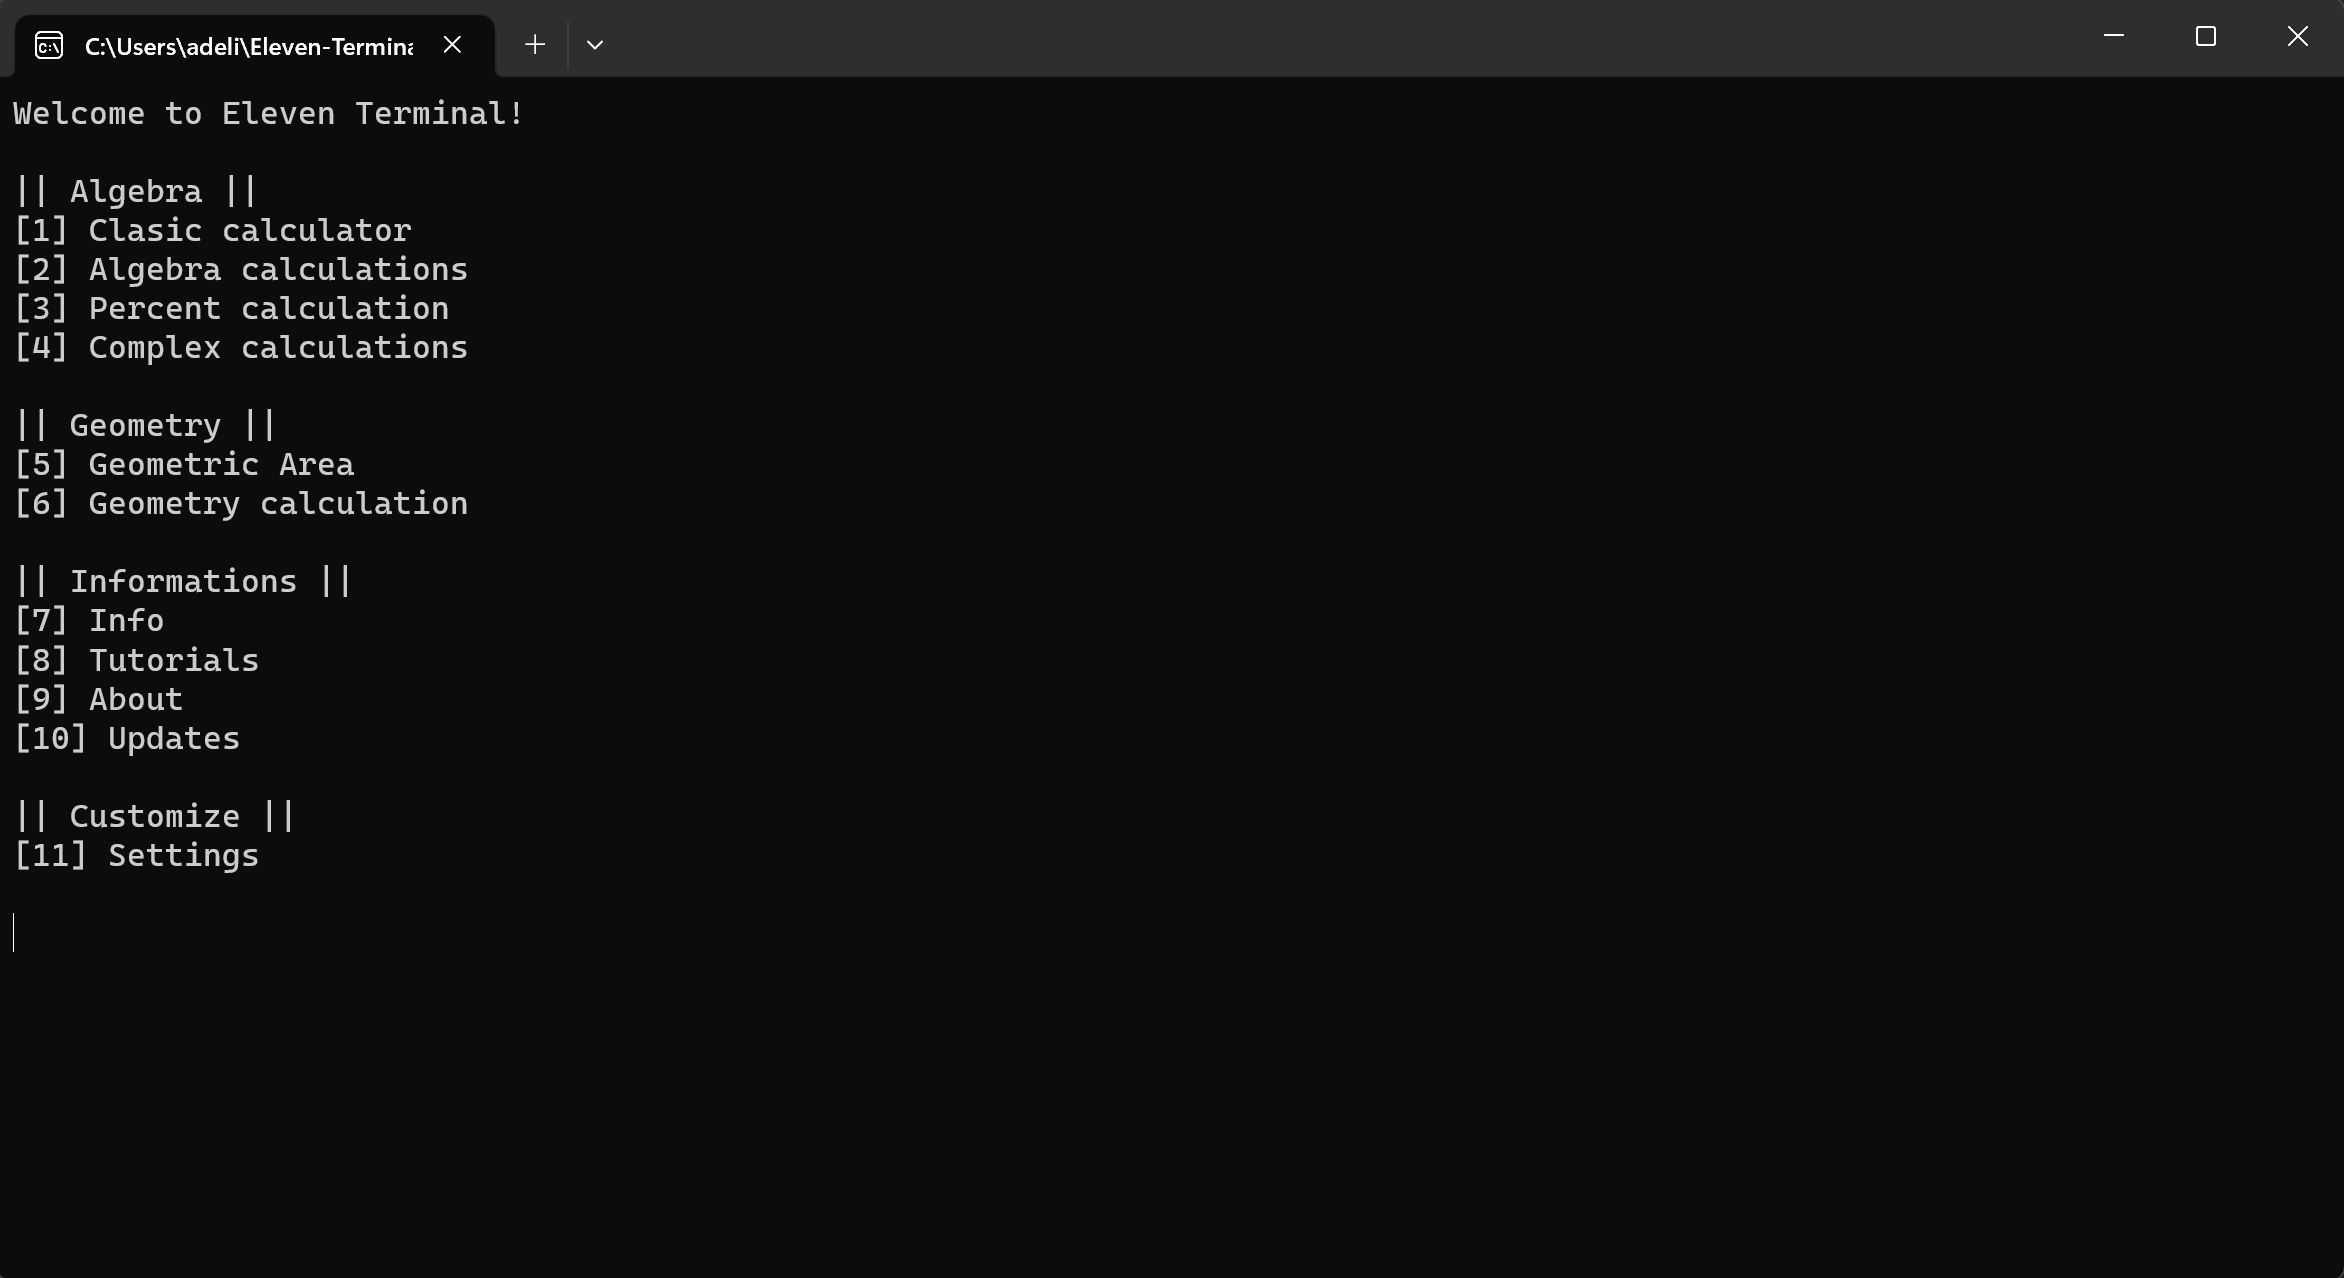 C:\Users\adeli\Eleven-Termina
Welcome to Eleven Terminal!
|| Algebra ||
[1] Clasic calculator
[2] Algebra calculations
[3] Percent calculation
[4] Complex calculations
|| Geometry ||
[5] Geometric Area
[6] Geometry calculation
|| Informations ||
[7] Info
[8] Tutorials
[9] About
[10] Updates
|| Customize ||
[11] Settings